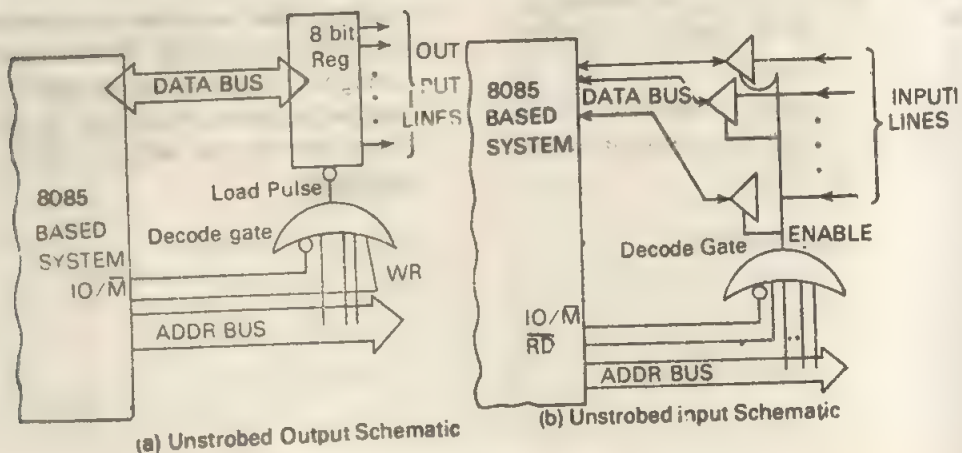 8 bit
Reg
OUT
PUT
LINES
DATA BUS
Load Pulse
8085
BASED
SYSTEM
Decode gate
IO/M̅
WR
ADDR BUS
(a) Unstrobed Output Schematic
8085
BASED
SYSTEM
DATA BUS
INPUT
LINES
Decode Gate
ENABLE
IO/M̅
R̅D̅
ADDR BUS
(b) Unstrobed input Schematic